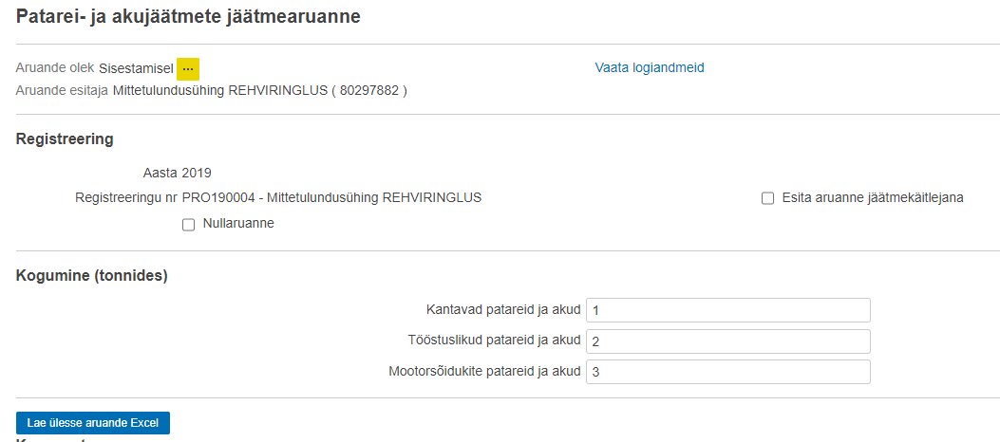 Patarei- ja akujäätmete jäätmearuanne
Aruande olek Sisestamisel ... Vaata logiandmeid
Aruande esitaja Mittetulundusühing REHVIRINGLUS ( 80297882 )
Registreering
Aasta 2019
Registreeringu nr PRO190004 - Mittetulundusühing REHVIRINGLUS Esita aruanne jäätmekäitlejana
Nullaruanne
Kogumine (tonnides)
Kantavad patareid ja akud 1
Tööstuslikud patareid ja akud 2
Mootorsõidukite patareid ja akud 3
Lae ülesse aruande Excel